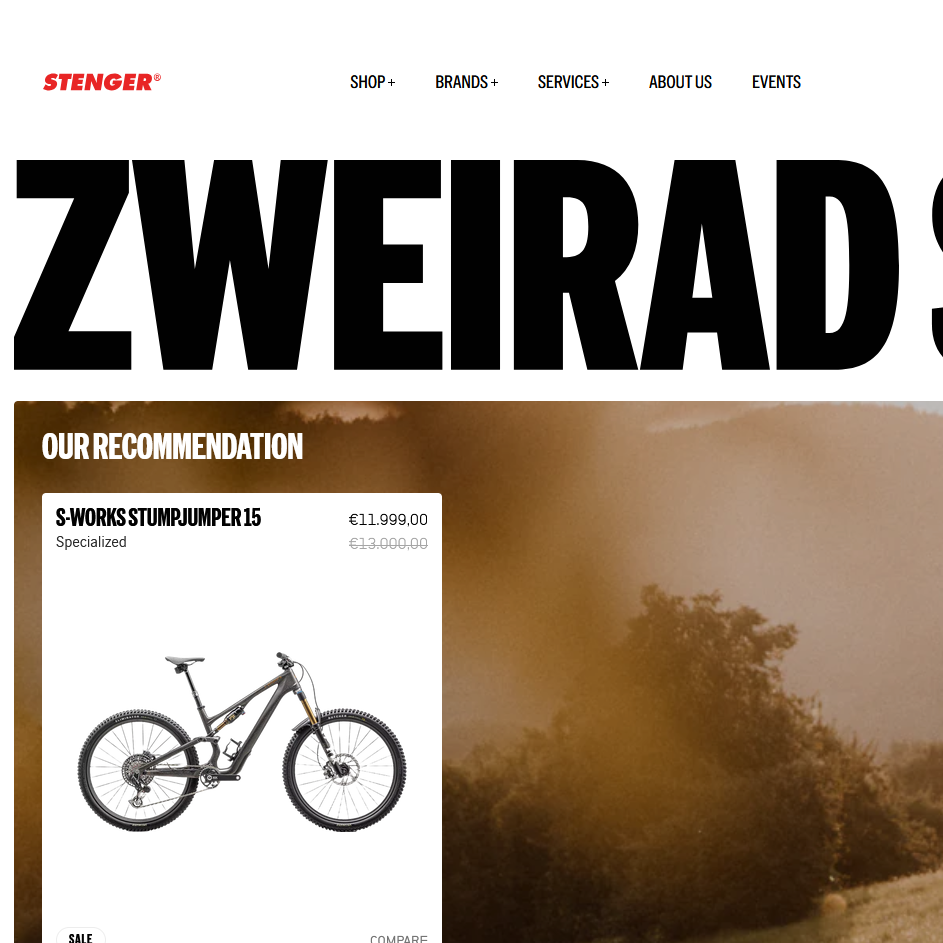 STENGER®
SHOP + BRANDS + SERVICES + ABOUT US EVENTS
ZWEIRAD S
OUR RECOMMENDATION
S-WORKS STUMPJUMPER 15 €11.999,00
Specialized €13.000,00
SALE COMPARE